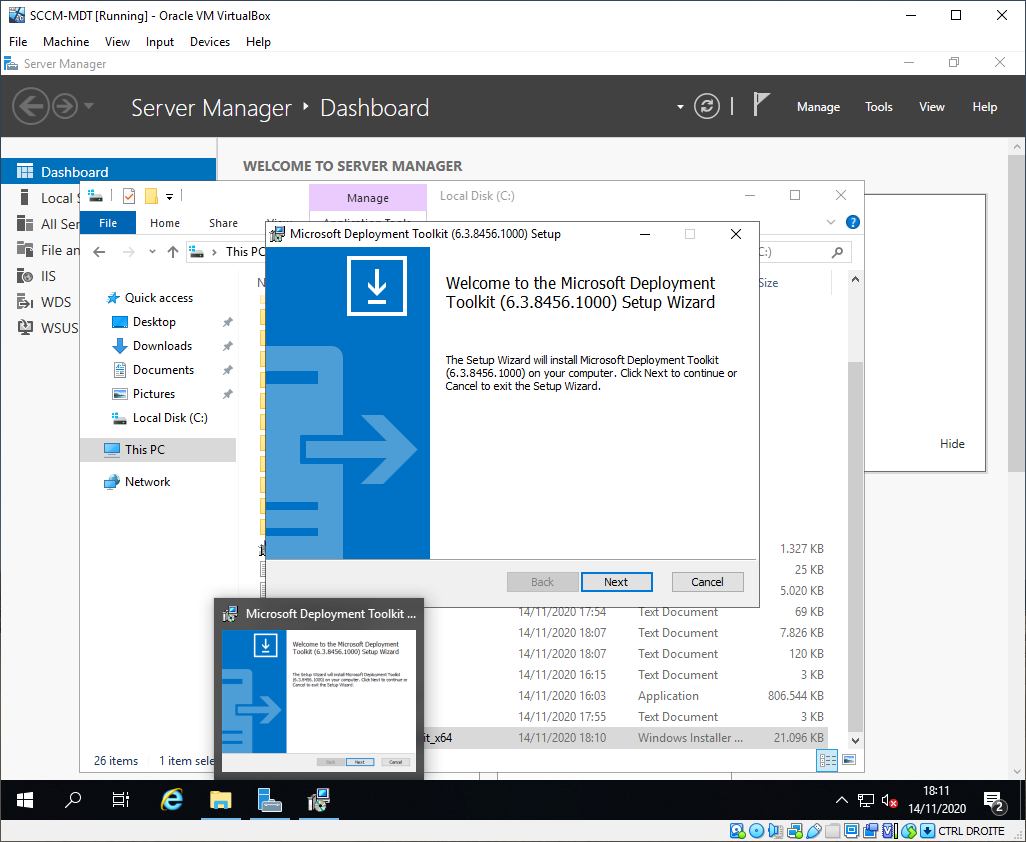 SCCM-MDT [Running] - Oracle VM VirtualBox
File Machine View Input Devices Help
Server Manager
Server Manager Dashboard
Manage Tools View Help
Dashboard
Local S
All Ser
File an
IIS
WDS
WSUS
WELCOME TO SERVER MANAGER
Hide
Manage
Local Disk (C:)
File Home Share View
Application Tools
This PC
Size
Quick access
Desktop
Downloads
Documents
Pictures
Local Disk (C:)
This PC
Network
Microsoft Deployment Toolkit (6.3.8456.1000) Setup
Welcome to the Microsoft Deployment
Toolkit (6.3.8456.1000) Setup Wizard
The Setup Wizard will install Microsoft Deployment Toolkit
(6.3.8456.1000) on your computer. Click Next to continue or
Cancel to exit the Setup Wizard.
Back Next Cancel
1.327 KB
25 KB
5.020 KB
14/11/2020 17:54 Text Document 69 KB
14/11/2020 18:07 Text Document 7.826 KB
14/11/2020 18:07 Text Document 120 KB
14/11/2020 16:15 Text Document 3 KB
14/11/2020 16:03 Application 806.544 KB
14/11/2020 17:55 Text Document 3 KB
it_x64 14/11/2020 18:10 Windows Installer ... 21.096 KB
26 items 1 item sele
Microsoft Deployment Toolkit ...
Welcome to the Microsoft Deployment
Toolkit (6.3.8456.1000) Setup Wizard
The Setup Wizard will install Microsoft Deployment Toolkit
(6.3.8456.1000) on your computer. Click Next to continue or
Cancel to exit the Setup Wizard.
Back Next Cancel
18:11
14/11/2020
2
CTRL DROITE